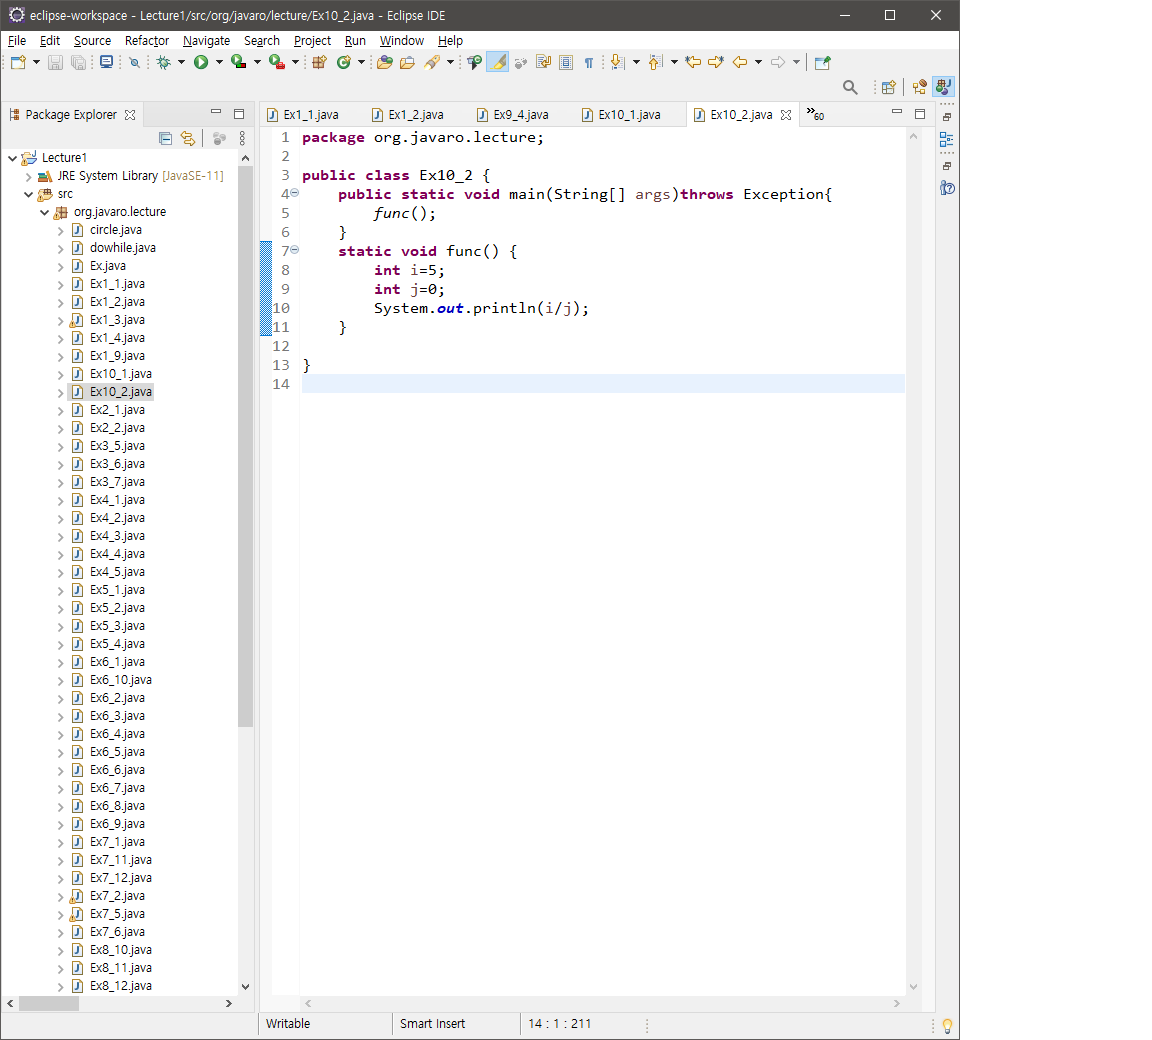 eclipse-workspace - Lecture1/src/org/javaro/lecture/Ex10_2.java - Eclipse IDE
File Edit Source Refactor Navigate Search Project Run Window Help
Package Explorer
Lecture1
JRE System Library [JavaSE-11]
src
org.javaro.lecture
circle.java
dowhile.java
Ex.java
Ex1_1.java
Ex1_2.java
Ex1_3.java
Ex1_4.java
Ex1_9.java
Ex10_1.java
Ex10_2.java
Ex2_1.java
Ex2_2.java
Ex3_5.java
Ex3_6.java
Ex3_7.java
Ex4_1.java
Ex4_2.java
Ex4_3.java
Ex4_4.java
Ex4_5.java
Ex5_1.java
Ex5_2.java
Ex5_3.java
Ex5_4.java
Ex6_1.java
Ex6_10.java
Ex6_2.java
Ex6_3.java
Ex6_4.java
Ex6_5.java
Ex6_6.java
Ex6_7.java
Ex6_8.java
Ex6_9.java
Ex7_1.java
Ex7_11.java
Ex7_12.java
Ex7_2.java
Ex7_5.java
Ex7_6.java
Ex8_10.java
Ex8_11.java
Ex8_12.java
Ex1_1.java Ex1_2.java Ex9_4.java Ex10_1.java Ex10_2.java »60
1 package org.javaro.lecture;
2
3 public class Ex10_2 {
4 public static void main(String[] args)throws Exception{
5 func();
6 }
7 static void func() {
8 int i=5;
9 int j=0;
10 System.out.println(i/j);
11 }
12
13 }
14
Writable Smart Insert 14 : 1 : 211